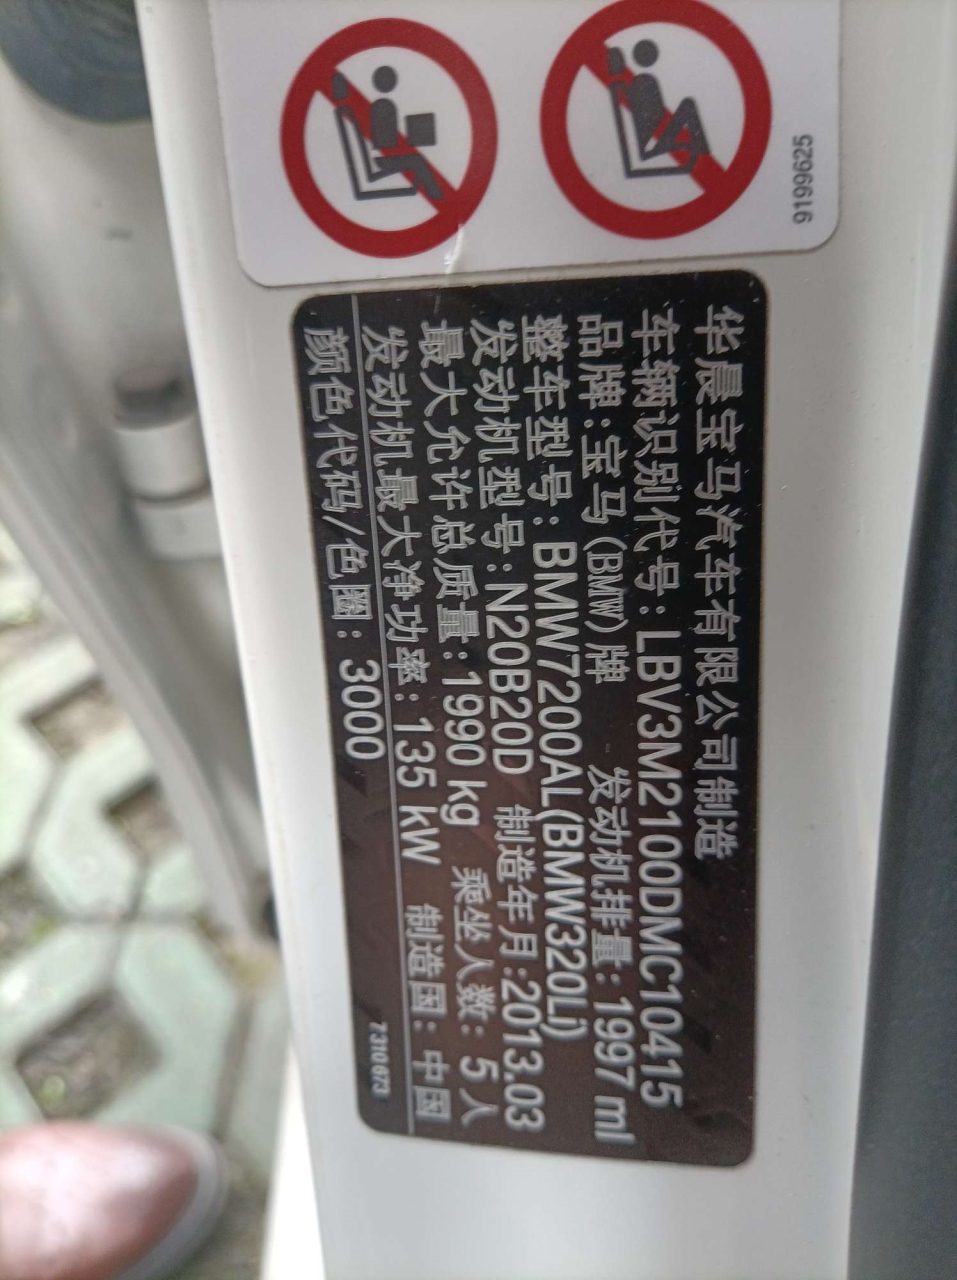 9199625
华晨宝马汽车有限公司制造
车辆识别代号:LBV3M2100DMC10415
品牌:宝马(BMW)牌 发动机排量:1997 ml
整车型号:BMW7200AL(BMW320Li)
发动机型号:N20B20D 制造年月:2013.03
最大允许总质量:1990 kg 乘坐人数:5人
发动机最大净功率:135 kW 制造国:中国
颜色代码/色圈:3000
7310673